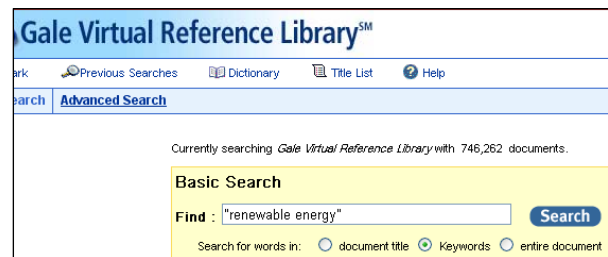 Gale Virtual Reference Library℠
ark Previous Searches Dictionary Title List Help
earch Advanced Search
Currently searching Gale Virtual Reference Library with 746,262 documents.
Basic Search
Find : "renewable energy" Search
Search for words in: document title Keywords entire document